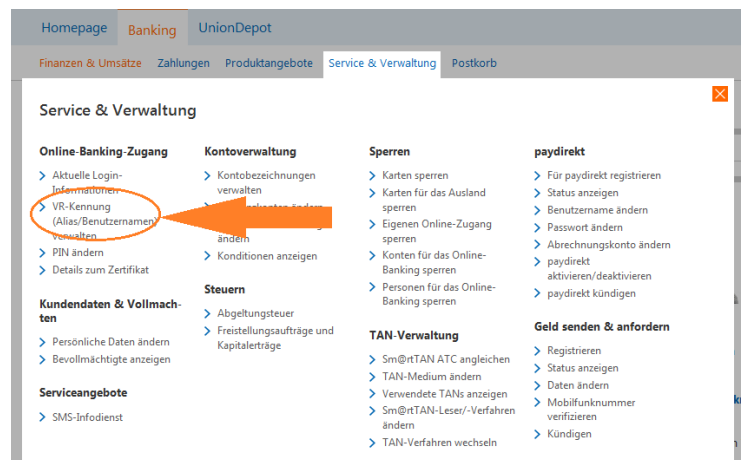 Homepage Banking UnionDepot
Finanzen & Umsätze Zahlungen Produktangebote Service & Verwaltung Postkorb
Service & Verwaltung
Online-Banking-Zugang
Aktuelle Login-
Informationen
VR-Kennung
(Alias/Benutzernamen)
verwalten
PIN ändern
Details zum Zertifikat
Kundendaten & Vollmach-
ten
Persönliche Daten ändern
Bevollmächtigte anzeigen
Serviceangebote
SMS-Infodienst
Kontoverwaltung
Kontobezeichnungen
verwalten
ändern
ändern
Konditionen anzeigen
Steuern
Abgeltungsteuer
Freistellungsaufträge und
Kapitalerträge
Sperren
Karten sperren
Karten für das Ausland
sperren
Eigenen Online-Zugang
sperren
Konten für das Online-
Banking sperren
Personen für das Online-
Banking sperren
TAN-Verwaltung
Sm@rtTAN ATC angleichen
TAN-Medium ändern
Verwendete TANs anzeigen
Sm@rtTAN-Leser/-Verfahren
ändern
TAN-Verfahren wechseln
paydirekt
Für paydirekt registrieren
Status anzeigen
Benutzername ändern
Passwort ändern
Abrechnungskonto ändern
paydirekt
aktivieren/deaktivieren
paydirekt kündigen
Geld senden & anfordern
Registrieren
Status anzeigen
Daten ändern
Mobilfunknummer
verifizieren
Kündigen